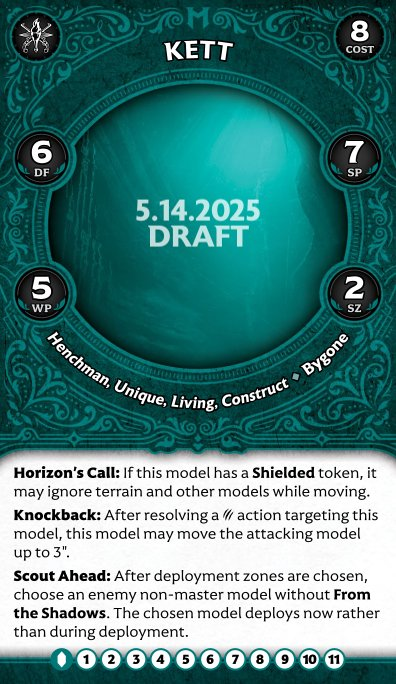 M
KETT
8
COST
6
DF
7
SP
5.14.2025
DRAFT
5
WP
2
SZ
Henchman, Unique, Living, Construct ♦ Bygone
Horizon's Call: If this model has a Shielded token, it
may ignore terrain and other models while moving.
Knockback: After resolving a action targeting this
model, this model may move the attacking model
up to 3".
Scout Ahead: After deployment zones are chosen,
choose an enemy non-master model without From
the Shadows. The chosen model deploys now rather
than during deployment.
1 2 3 4 5 6 7 8 9 10 11